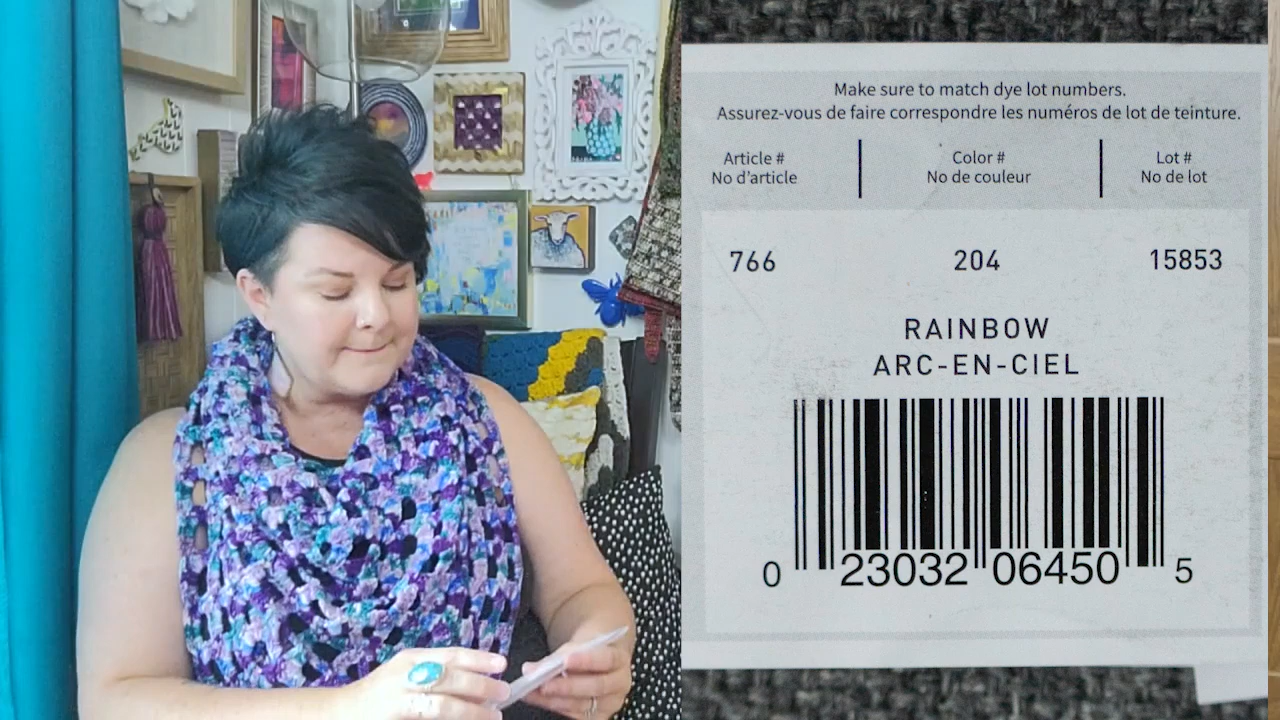 Make sure to match dye lot numbers.
Assurez-vous de faire correspondre les numéros de lot de teinture.
Article # Color # Lot #
No d'article No de couleur No de lot
766 204 15853
RAINBOW
ARC-EN-CIEL
0 23032 06450 5